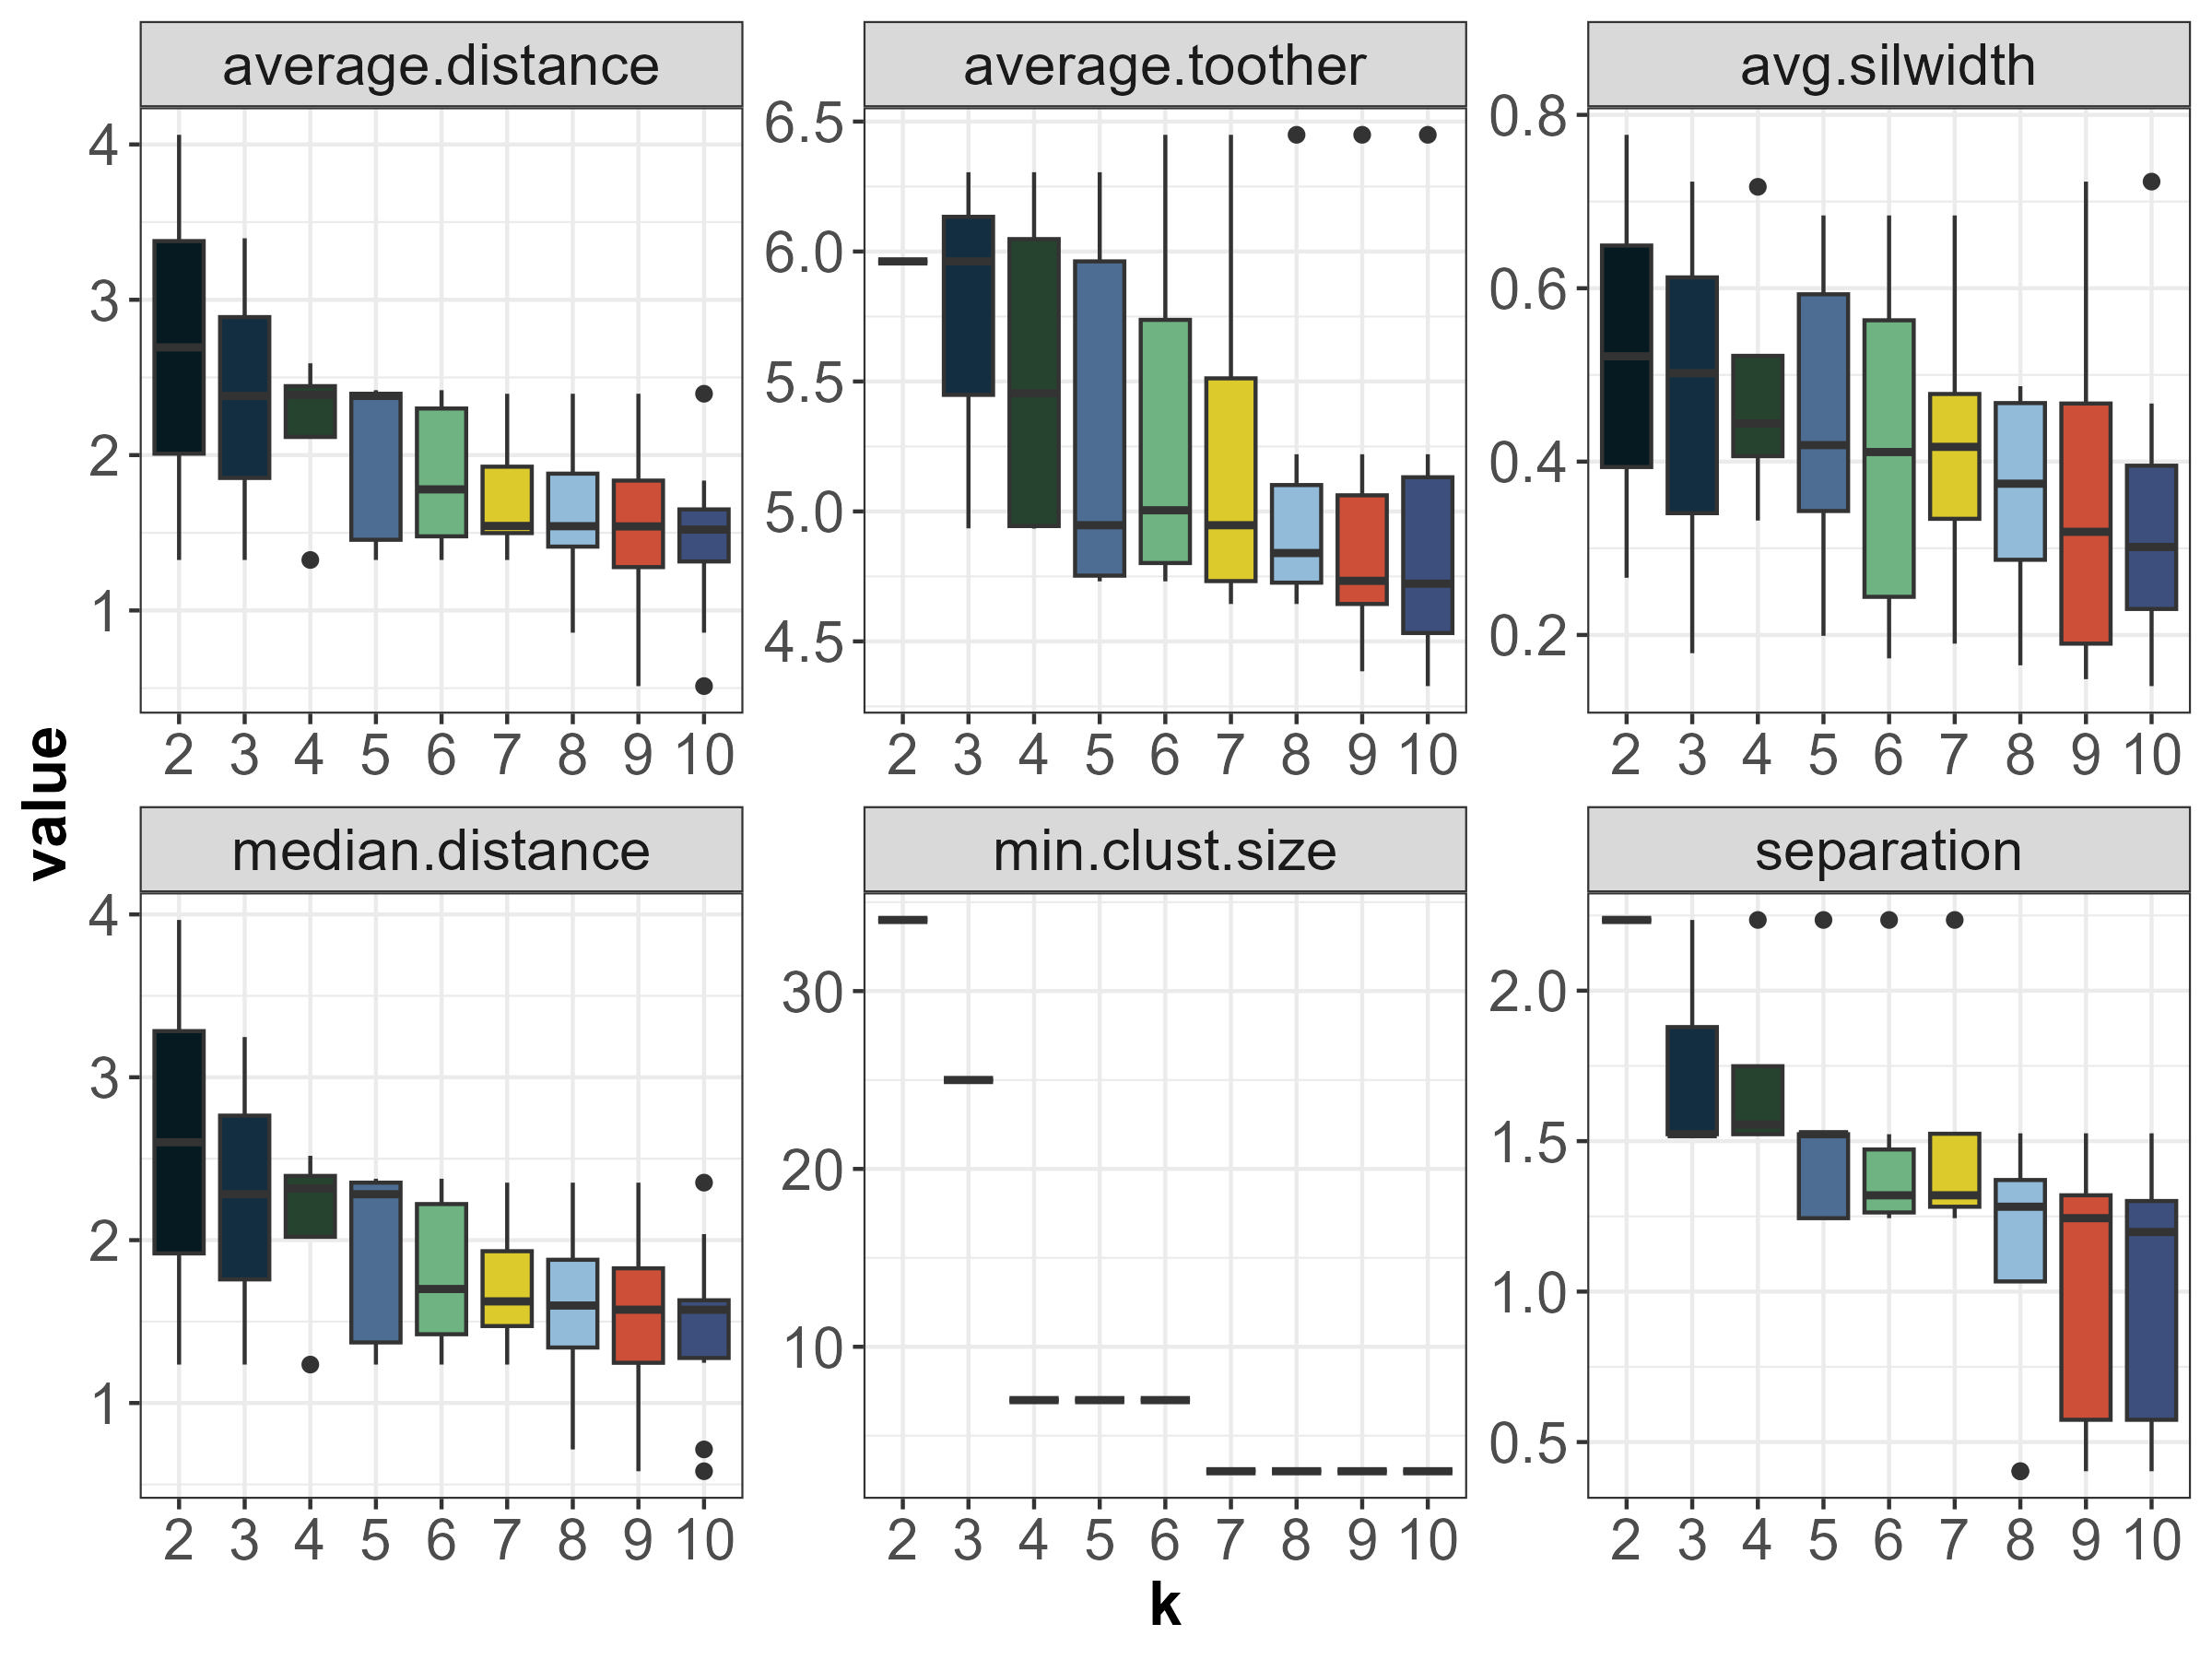 average.distance
average.toother
avg.silwidth
4
3
2
1
6.5
6.0
5.5
5.0
4.5
0.8
0.6
0.4
0.2
2 3 4 5 6 7 8 9 10
2 3 4 5 6 7 8 9 10
2 3 4 5 6 7 8 9 10
value
median.distance
min.clust.size
separation
4
3
2
1
30
20
10
2.0
1.5
1.0
0.5
2 3 4 5 6 7 8 9 10
2 3 4 5 6 7 8 9 10
2 3 4 5 6 7 8 9 10
k